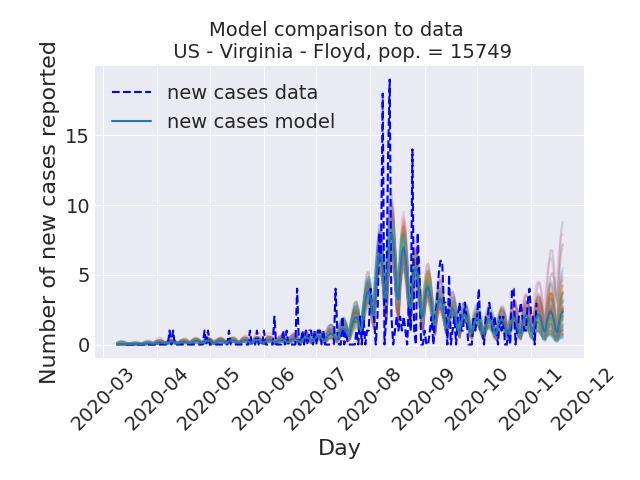 Model comparison to data
US - Virginia - Floyd, pop. = 15749
Number of new cases reported
new cases data
new cases model
15
10
5
0
2020-03
2020-04
2020-05
2020-06
2020-07
2020-08
2020-09
2020-10
2020-11
2020-12
Day